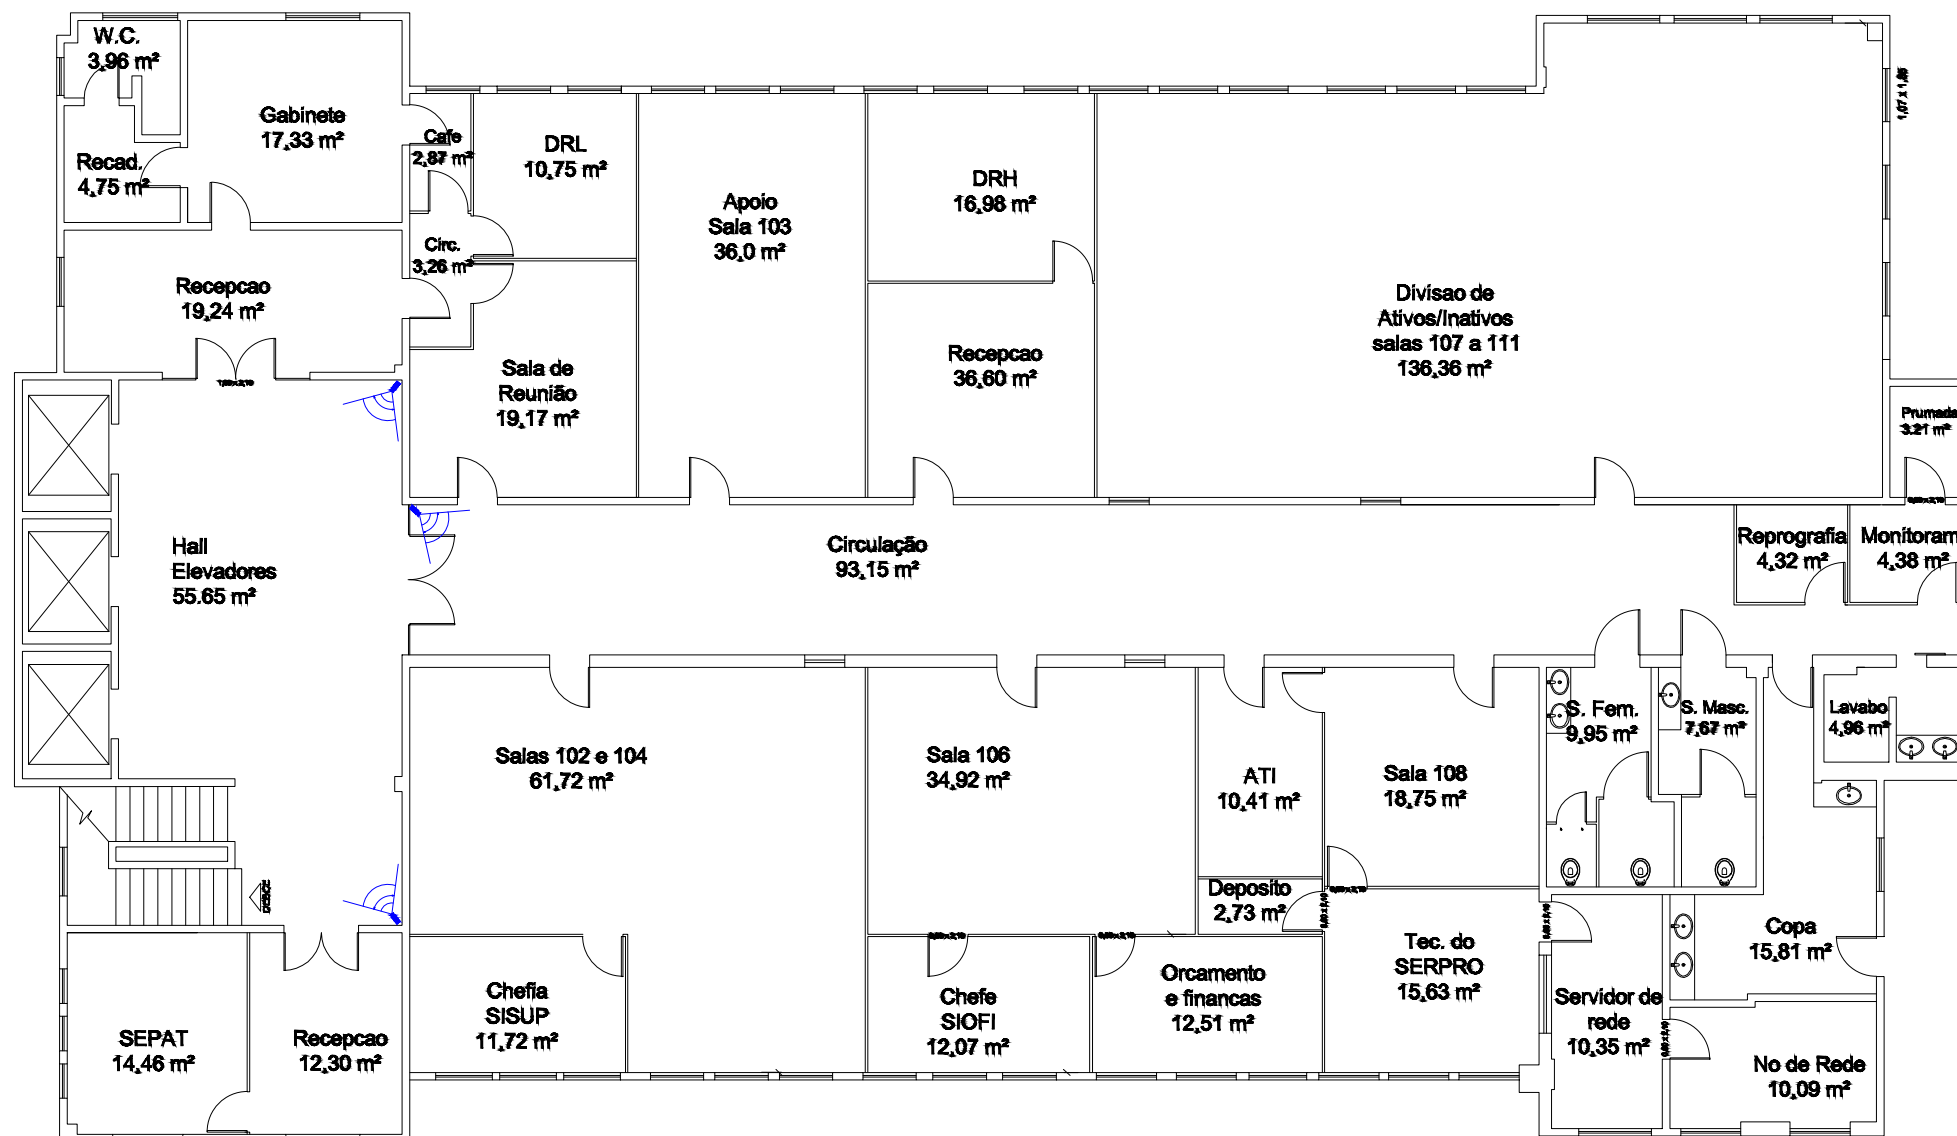 W.C.
3,96 m²
Gabinete
17,33 m²
Recad.
4,75 m²
Cafe
2,87 m²
DRL
10,75 m²
Circ.
3,26 m²
Apoio
Sala 103
36,0 m²
DRH
16,98 m²
1,07 x 1,85
Recepcao
19,24 m²
Sala de
Reunião
19,17 m²
Recepcao
36,60 m²
Divisao de
Ativos/Inativos
salas 107 a 111
136,36 m²
Prumada
3.21 m²
Hall
Elevadores
55.65 m²
Circulação
93,15 m²
Reprografia
4,32 m²
Monitoram
4,38 m²
Salas 102 e 104
61,72 m²
Sala 106
34,92 m²
ATI
10,41 m²
Sala 108
18,75 m²
S. Fem.
9,95 m²
S. Masc.
7,67 m²
Lavabo
4,96 m²
DESCE
Deposito
2,73 m²
Tec. do
SERPRO
15,63 m²
Copa
15,81 m²
SEPAT
14,46 m²
Recepcao
12,30 m²
Chefia
SISUP
11,72 m²
Chefe
SIOFI
12,07 m²
Orcamento
e financas
12,51 m²
Servidor de
rede
10,35 m²
No de Rede
10,09 m²